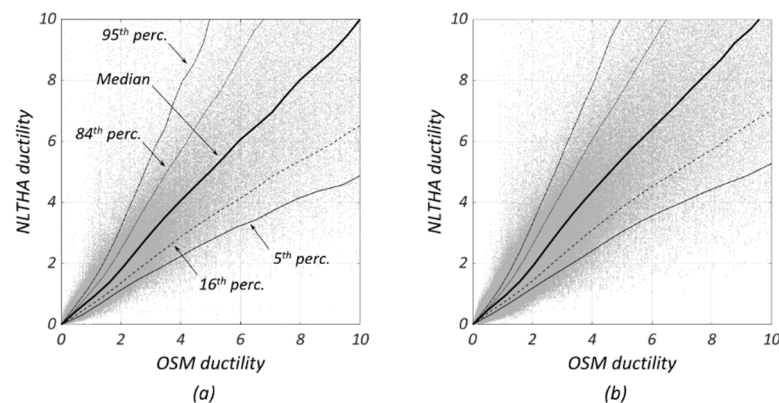 10
8
6
4
2
0
NLTHA ductility
95th perc.
Median
84th perc.
5th perc.
16th perc.
0 2 4 6 8 10
OSM ductility
(a)
10
8
6
4
2
0
NLTHA ductility
0 2 4 6 8 10
OSM ductility
(b)